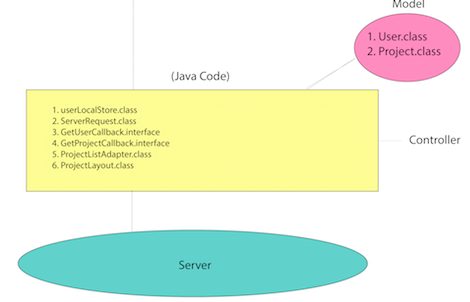 Model
1. User.class
2. Project.class
(Java Code)
1. userLocalStore.class
2. ServerRequest.class
3. GetUserCallback.interface
4. GetProjectCallback.interface
5. ProjectListAdapter.class
6. ProjectLayout.class
Controller
Server